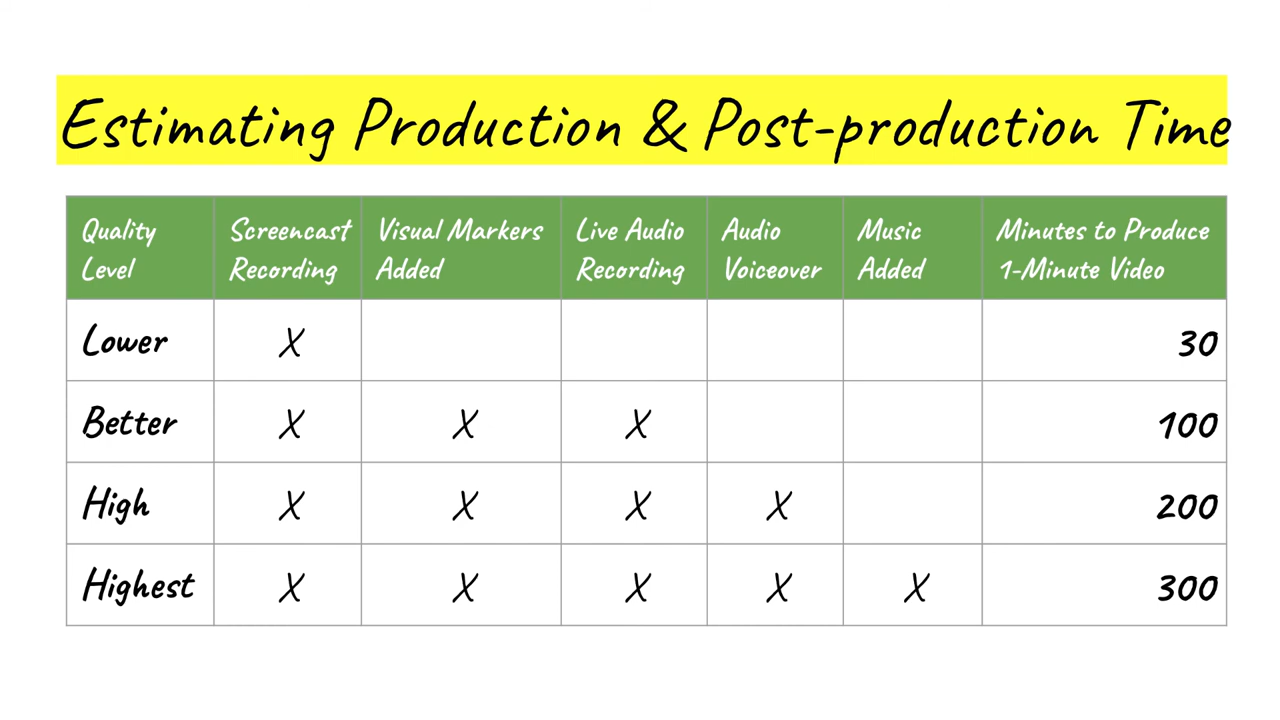 Estimating Production & Post-production Time
Quality Level | Screencast Recording | Visual Markers Added | Live Audio Recording | Audio Voiceover | Music Added | Minutes to Produce 1-Minute Video
Lower | X | | | | | 30
Better | X | X | X | | | 100
High | X | X | X | X | | 200
Highest | X | X | X | X | X | 300